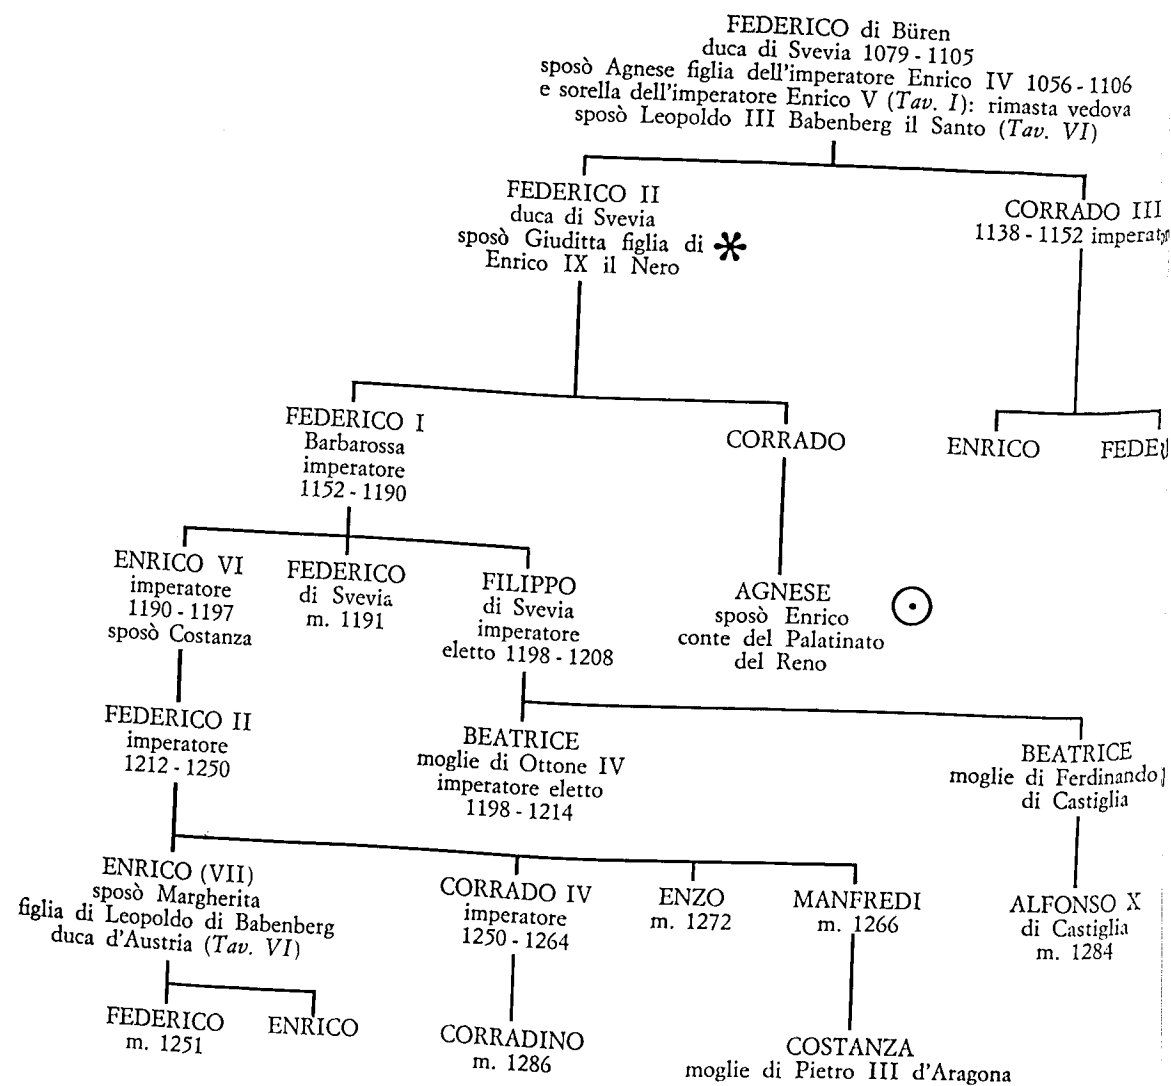 FEDERICO di Büren
duca di Svevia 1079 - 1105
sposò Agnese figlia dell'imperatore Enrico IV 1056 - 1106
e sorella dell'imperatore Enrico V (Tav. I): rimasta vedova
sposò Leopoldo III Babenberg il Santo (Tav. VI)
FEDERICO II
duca di Svevia
sposò Giuditta figlia di
Enrico IX il Nero
CORRADO III
1138 - 1152
FEDERICO I
Barbarossa
imperatore
1152 - 1190
CORRADO
ENRICO
ENRICO VI
imperatore
1190 - 1197
sposò Costanza
FEDERICO
di Svevia
m. 1191
FILIPPO
di Svevia
imperatore
eletto 1198 - 1208
AGNESE
sposò Enrico
conte del Palatinato
del Reno
FEDERICO II
imperatore
1212 - 1250
BEATRICE
moglie di Ottone IV
imperatore eletto
1198 - 1214
BEATRICE
moglie di Ferdinando
di Castiglia
ENRICO (VII)
sposò Margherita
figlia di Leopoldo di Babenberg
duca d'Austria (Tav. VI)
CORRADO IV
imperatore
1250 - 1264
ENZO
m. 1272
MANFREDI
m. 1266
ALFONSO X
di Castiglia
m. 1284
FEDERICO
m. 1251
ENRICO
CORRADINO
m. 1286
COSTANZA
moglie di Pietro III d'Aragona